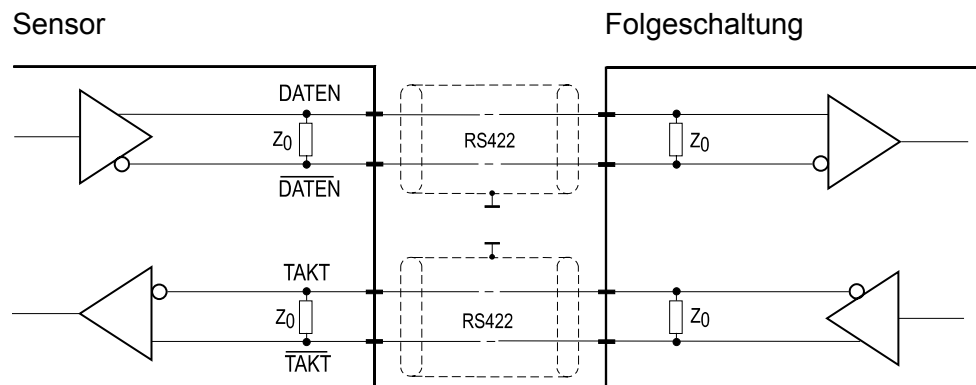 Sensor
Folgeschaltung
DATEN
Z0
RS422
Z0
DATEN
TAKT
Z0
RS422
Z0
TAKT